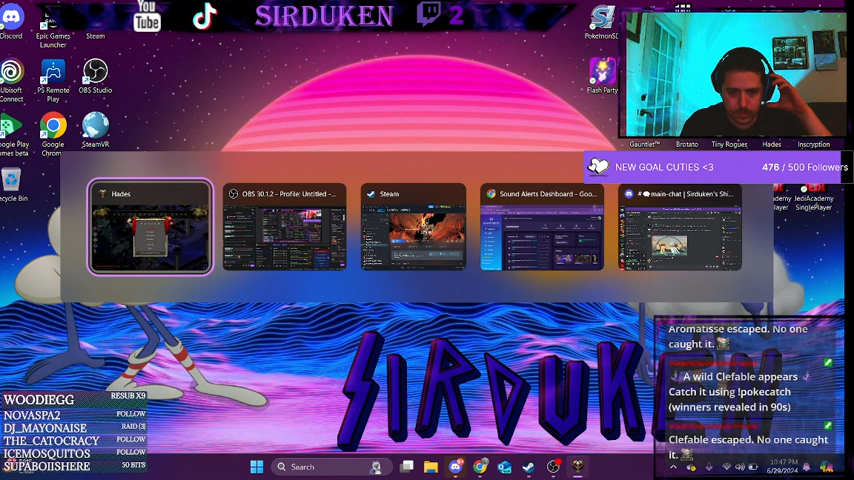 You
Tube
SIRDUKEN
2
Discord
Epic Games
Launcher
Steam
Ubisoft
Connect
PS Remote
Play
OBS Studio
Google Play
Games beta
Google
Chrome
SteamVR
Recycle Bin
Flash Party
Gauntlet™
Brotato
Tiny Rogues
Hades
Inscryption
NEW GOAL CUTIES <3
476 / 500 Followers
Hades
OBS 30.1.2 - Profile: Untitled -...
Steam
Sound Alerts Dashboard - Goo...
#main-chat | Sirduken's Shi...
JediAcademy
SinglePlayer
SIRDUKEN
Aromatisse escaped. No one
caught it.
A wild Clefable appears
Catch it using !pokecatch
(winners revealed in 90s)
Clefable escaped. No one caught
it.
WOODIEGG
RESUB X9
NOVASPA2
FOLLOW
DJ_MAYONAISE
RAID (3)
THE_CATOCRACY
FOLLOW
ICEMOSQUITOS
FOLLOW
SUPABOIISHERE
50 BITS
Search
10:47 PM
6/29/2024